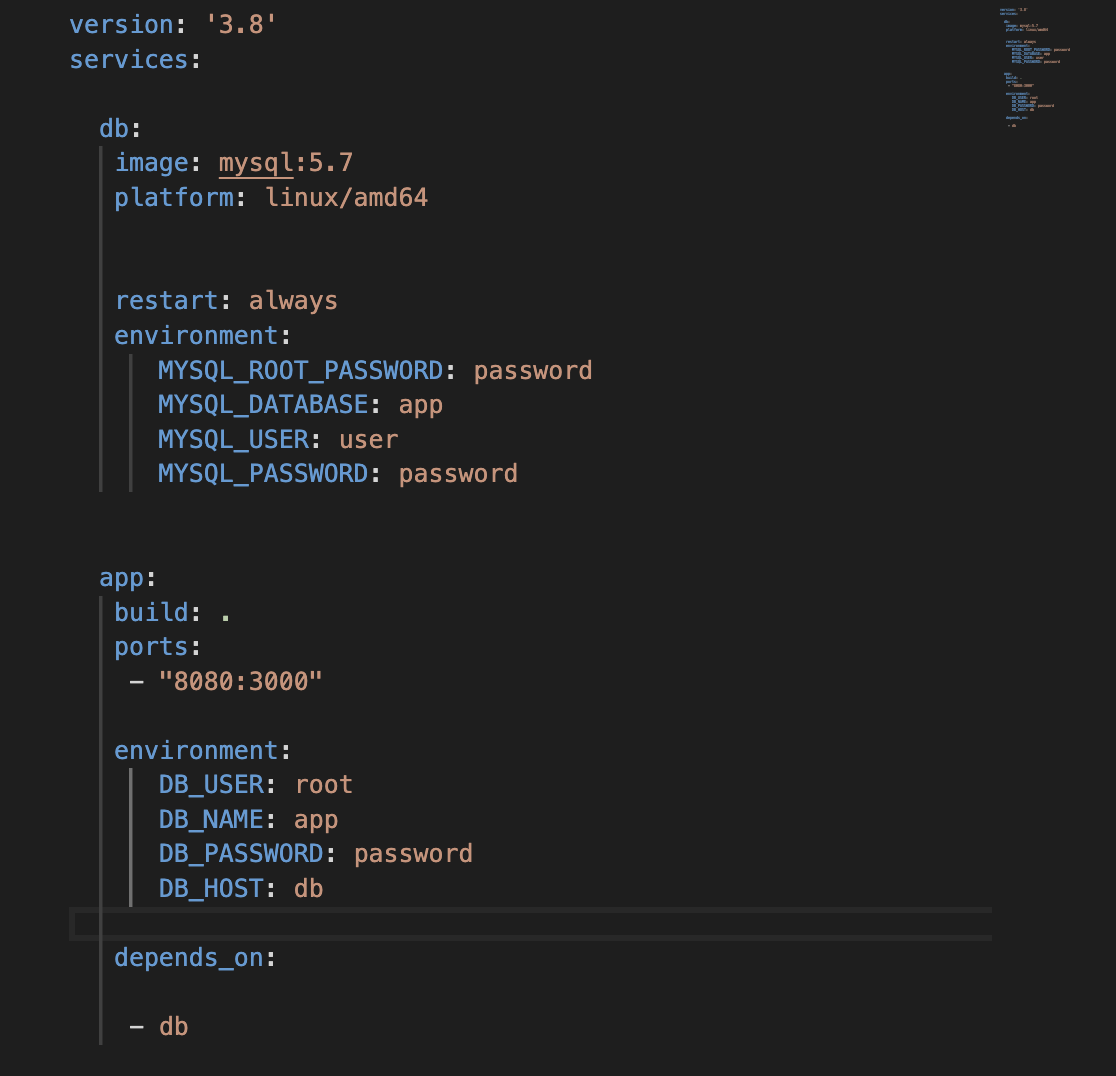 version: '3.8'
services:
db:
image: mysql:5.7
platform: linux/amd64
restart: always
environment:
MYSQL_ROOT_PASSWORD: password
MYSQL_DATABASE: app
MYSQL_USER: user
MYSQL_PASSWORD: password
app:
build: .
ports:
- "8080:3000"
environment:
DB_USER: root
DB_NAME: app
DB_PASSWORD: password
DB_HOST: db
depends_on:
- db